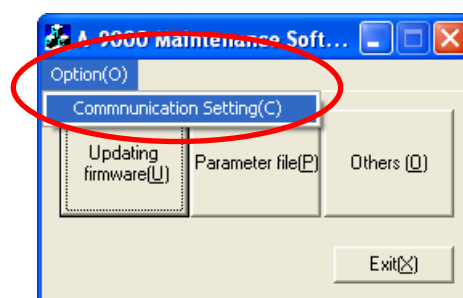 A-9000 Maintenance Soft...
Option(O)
Commnunication Setting(C)
Updating
firmware(U)
Parameter file(P)
Others (O)
Exit(X)